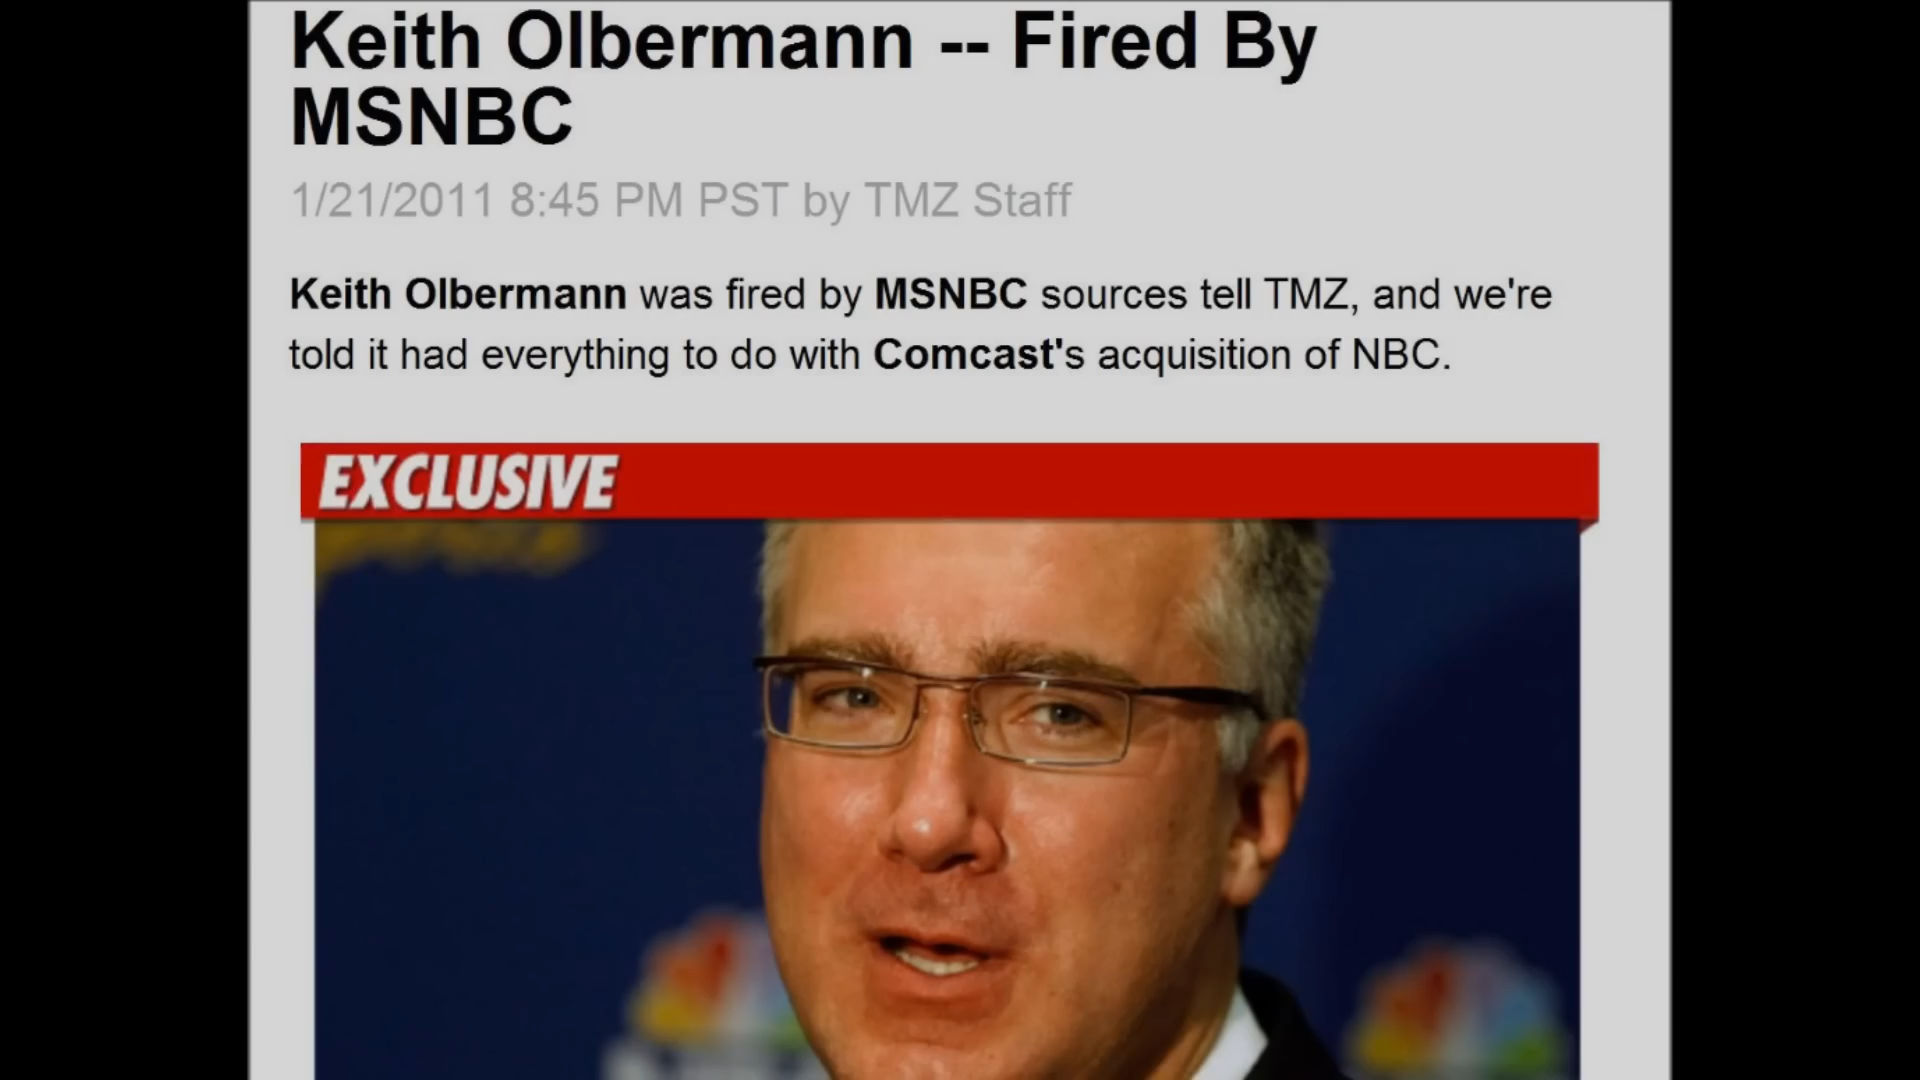 Keith Olbermann -- Fired By
MSNBC
1/21/2011 8:45 PM PST by TMZ Staff
Keith Olbermann was fired by MSNBC sources tell TMZ, and we're
told it had everything to do with Comcast's acquisition of NBC.
EXCLUSIVE